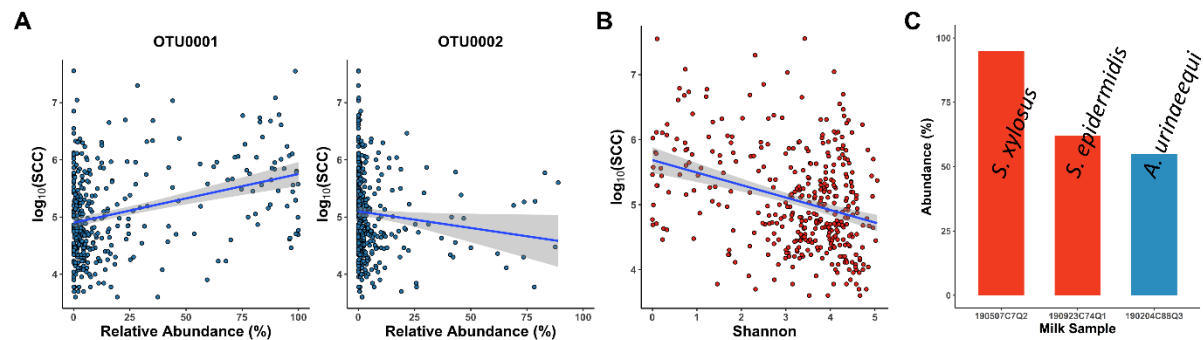 A
OTU0001
OTU0002
log10(SCC)
7
6
5
4
0
25
50
75
100
Relative Abundance (%)
log10(SCC)
7
6
5
4
0
25
50
75
100
Relative Abundance (%)
B
log10(SCC)
7
6
5
4
0
1
2
3
4
5
Shannon
C
Abundance (%)
100
75
50
25
0
S. xylosus
S. epidermidis
A. urinaeequi
190507C7Q2
190923C74Q1
190204C88Q3
Milk Sample